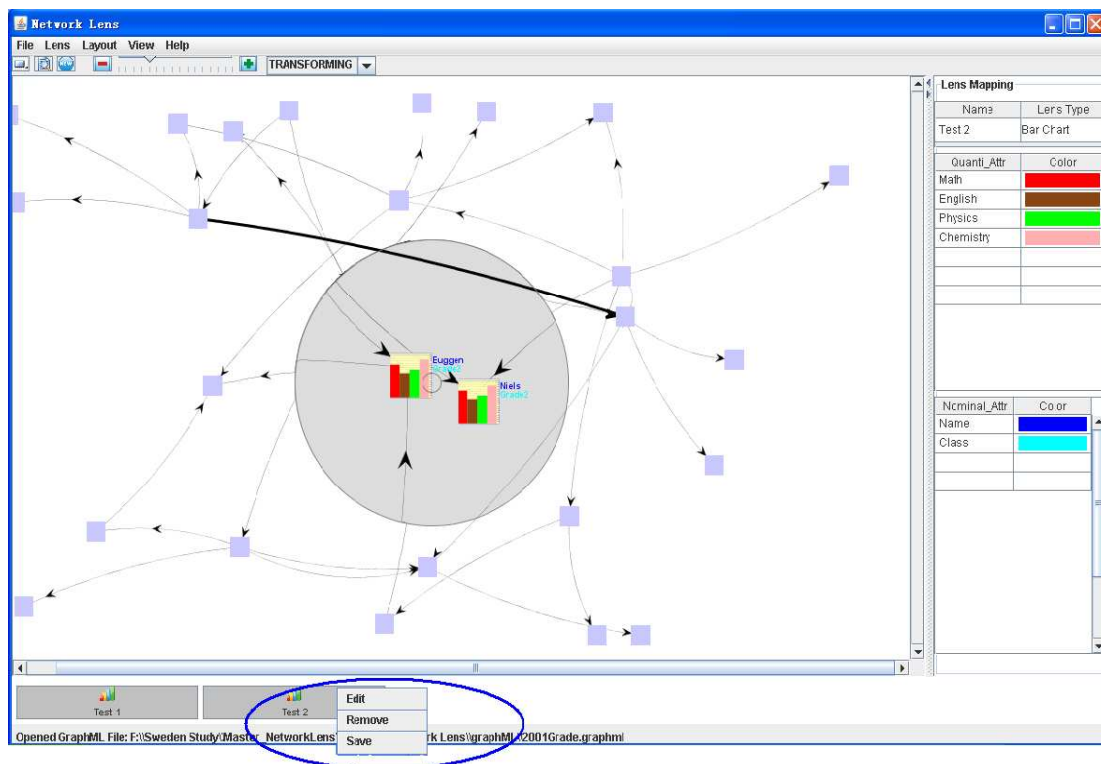 Network Lens
File Lens Layout View Help
TRANSFORMING
Lens Mapping
Name Lens Type
Test 2 Bar Chart
Quanti_Attr Color
Math
English
Physics
Chemistry
Euggen
Grade2
Niels
Grade2
Nominal_Attr Color
Name
Class
Test 1
Test 2
Edit
Remove
Save
Opened GraphML File: F:\\Sweden Study\Master_NetworkLens rk Lens\\graphML\2001Grade.graphml